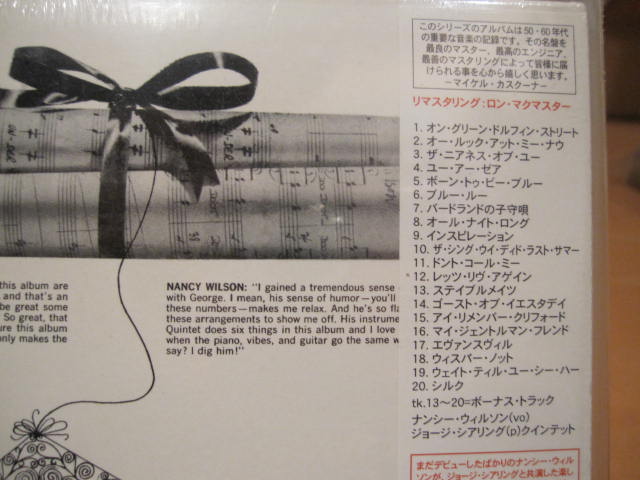 このシリーズのアルバムは50・60年代
の重要な音楽の記録です。その名盤を
最良のマスター、最高のエンジニア、
最善のマスタリングによって皆様に届
けられる事を心から嬉しく思います。
－マイケル・カスクーナ－
リマスタリング：ロン・マクマスター
1. オン・グリーン・ドルフィン・ストリート
2. オール・ルック・アット・ミー・ナウ
3. ザ・ニアネス・オブ・ユー
4. ユー・アー・ゼア
5. ボーン・トゥ・ビー・ブルー
6. ブルー・ルー
7. バードランドの子守唄
8. オール・ナイト・ロング
9. インスピレーション
10. ザ・シング・ウイ・ディド・ラスト・サマー
11. ドント・コール・ミー
*12. レッツ・リヴ・アゲイン
13. ステイブルメイツ
14. ゴースト・オブ・イエスタデイ
15. アイ・リメンバー・クリフォード
16. マイ・ジェントルマン・フレンド
17. エヴァンスヴィル
18. ウィスパー・ノット
19. ウェイト・ティル・ユー・シー・ハー
20. シルク
tk.13〜20=ボーナス・トラック
ナンシー・ウィルソン(vo)
ジョージ・シアリング(p)クインテット
まだデビューしたばかりのナンシー・ウィル
ソンが、ジョージ・シアリングと共演した楽し
this album are
and that's an
be great some
So great, that
ure this album
only makes the
NANCY WILSON: "I gained a tremendous sense
with George. I mean, his sense of humor—you'll
these numbers—makes me relax. And he's so fla
these arrangements to show me off. His instrume
Quintet does six things in this album and I love
when the piano, vibes, and guitar go the same w
say? I dig him!"